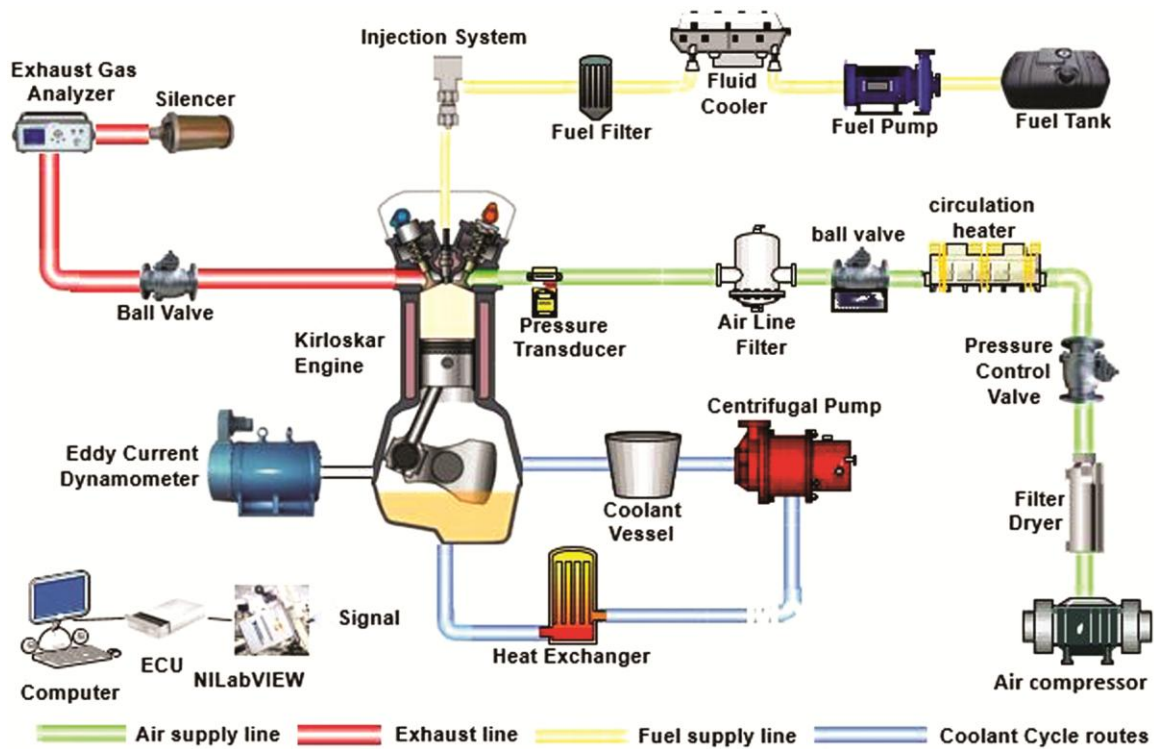 Injection System
Exhaust Gas
Analyzer
Silencer
Fuel Filter
Fluid
Cooler
Fuel Pump
Fuel Tank
Ball Valve
Kirloskar
Engine
Pressure
Transducer
Air Line
Filter
ball valve
circulation
heater
Pressure
Control
Valve
Eddy Current
Dynamometer
Coolant
Vessel
Centrifugal Pump
Filter
Dryer
Heat Exchanger
Air compressor
Computer
ECU
NILabVIEW
Signal
Air supply line
Exhaust line
Fuel supply line
Coolant Cycle routes